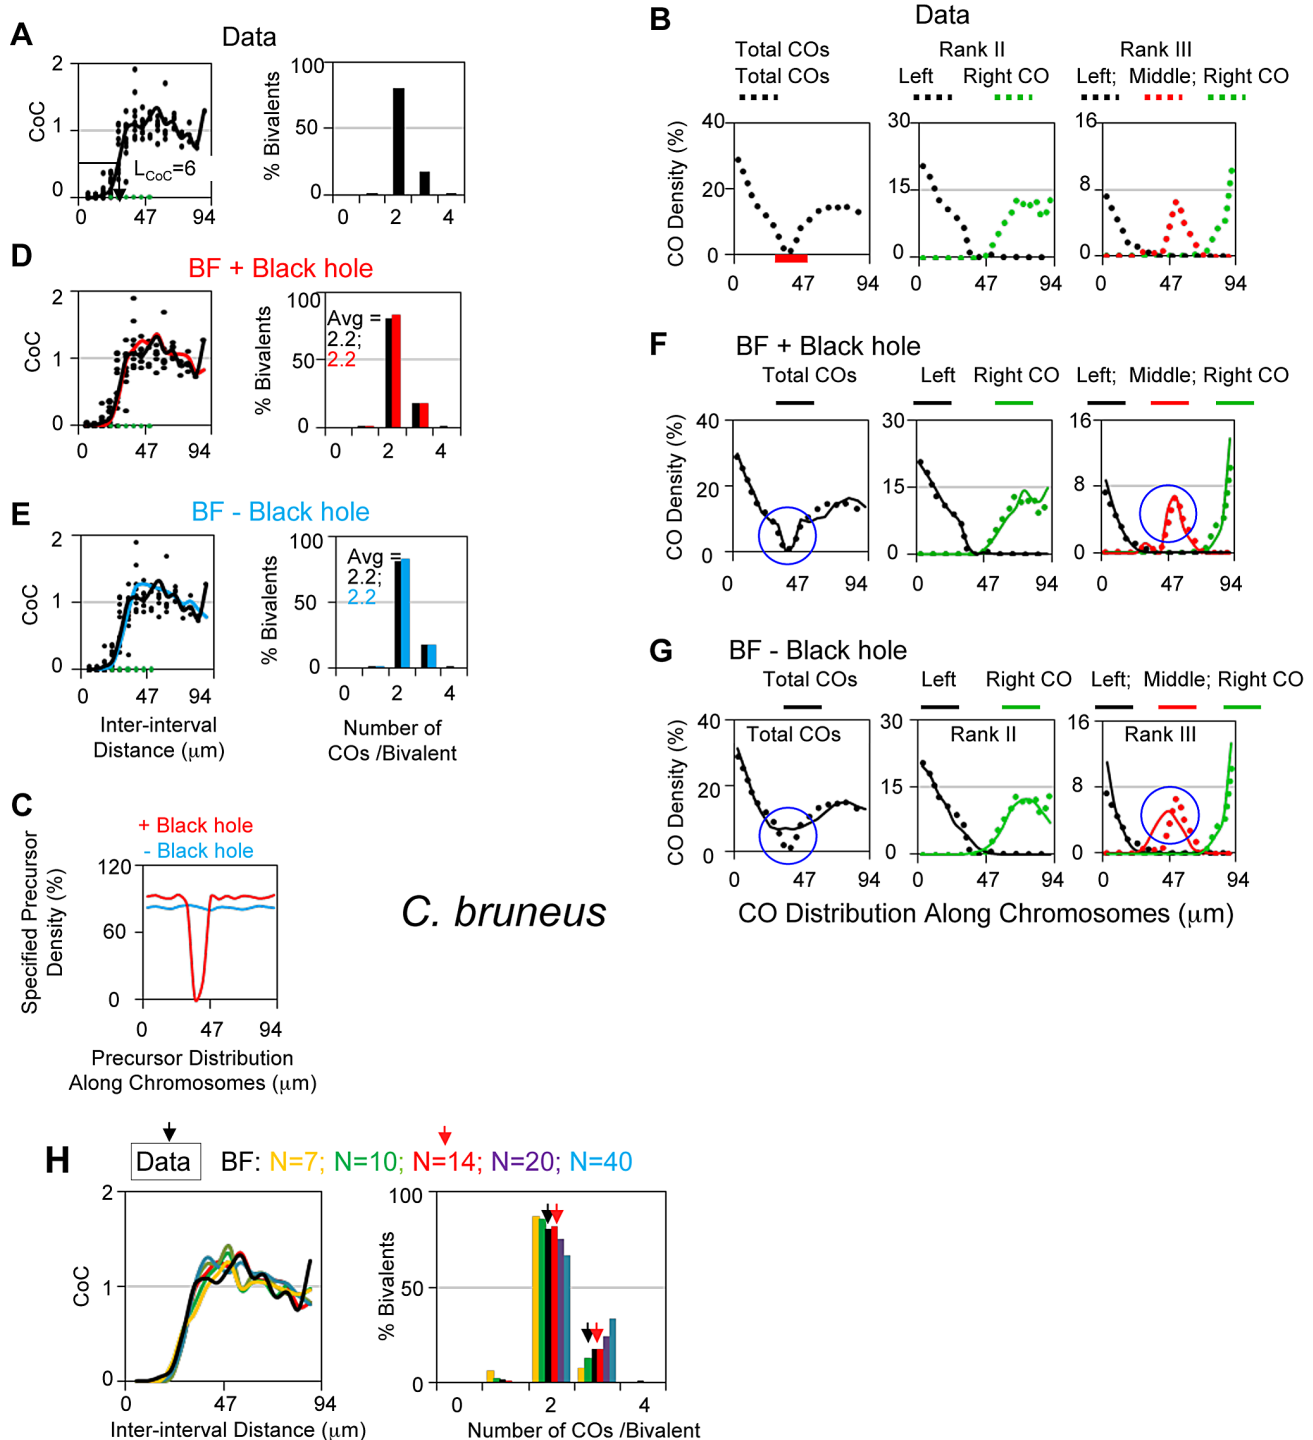 A
Data
2
1
0
CoC
L_CoC=6
0 47 94
100
50
0
% Bivalents
0 2 4
B
Data
Total COs
Rank II
Rank III
Total COs
Left Right CO
Left; Middle; Right CO
CO Density (%)
40
20
0
0 47 94
30
15
0
0 47 94
16
8
0
0 47 94
D
BF + Black hole
2
1
0
CoC
0 47 94
100
50
0
% Bivalents
Avg =
2.2;
2.2
0 2 4
F
BF + Black hole
Total COs
Left Right CO
Left; Middle; Right CO
CO Density (%)
40
20
0
0 47 94
30
15
0
0 47 94
16
8
0
0 47 94
E
BF - Black hole
2
1
0
CoC
0 47 94
Inter-interval
Distance (μm)
100
50
0
% Bivalents
Avg =
2.2;
2.2
0 2 4
Number of
COs /Bivalent
G
BF - Black hole
Total COs
Left Right CO
Left; Middle; Right CO
CO Density (%)
40
20
0
Total COs
0 47 94
30
15
0
Rank II
0 47 94
16
8
0
Rank III
0 47 94
CO Distribution Along Chromosomes (μm)
C
+ Black hole
- Black hole
Specified Precursor
Density (%)
120
60
0
0 47 94
Precursor Distribution
Along Chromosomes (μm)
C. bruneus
H
Data
BF: N=7; N=10; N=14; N=20; N=40
2
1
0
CoC
0 47 94
Inter-interval Distance (μm)
100
50
0
% Bivalents
0 2 4
Number of COs /Bivalent